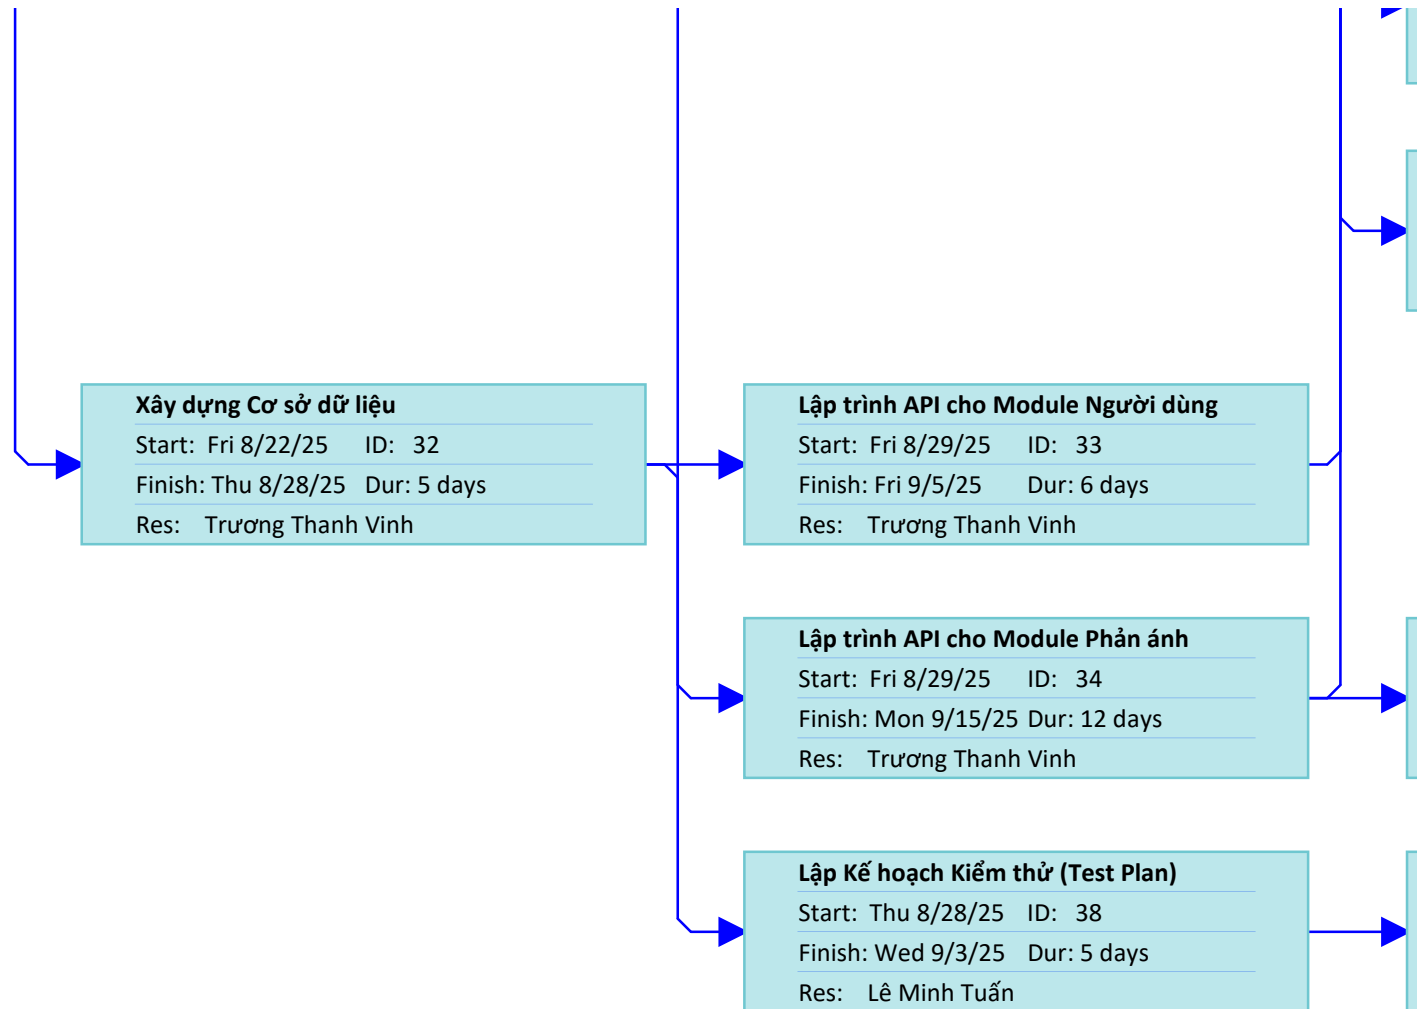 Xây dựng Cơ sở dữ liệu
Start: Fri 8/22/25 ID: 32
Finish: Thu 8/28/25 Dur: 5 days
Res: Trương Thanh Vinh
Lập trình API cho Module Người dùng
Start: Fri 8/29/25 ID: 33
Finish: Fri 9/5/25 Dur: 6 days
Res: Trương Thanh Vinh
Lập trình API cho Module Phản ánh
Start: Fri 8/29/25 ID: 34
Finish: Mon 9/15/25 Dur: 12 days
Res: Trương Thanh Vinh
Lập Kế hoạch Kiểm thử (Test Plan)
Start: Thu 8/28/25 ID: 38
Finish: Wed 9/3/25 Dur: 5 days
Res: Lê Minh Tuấn